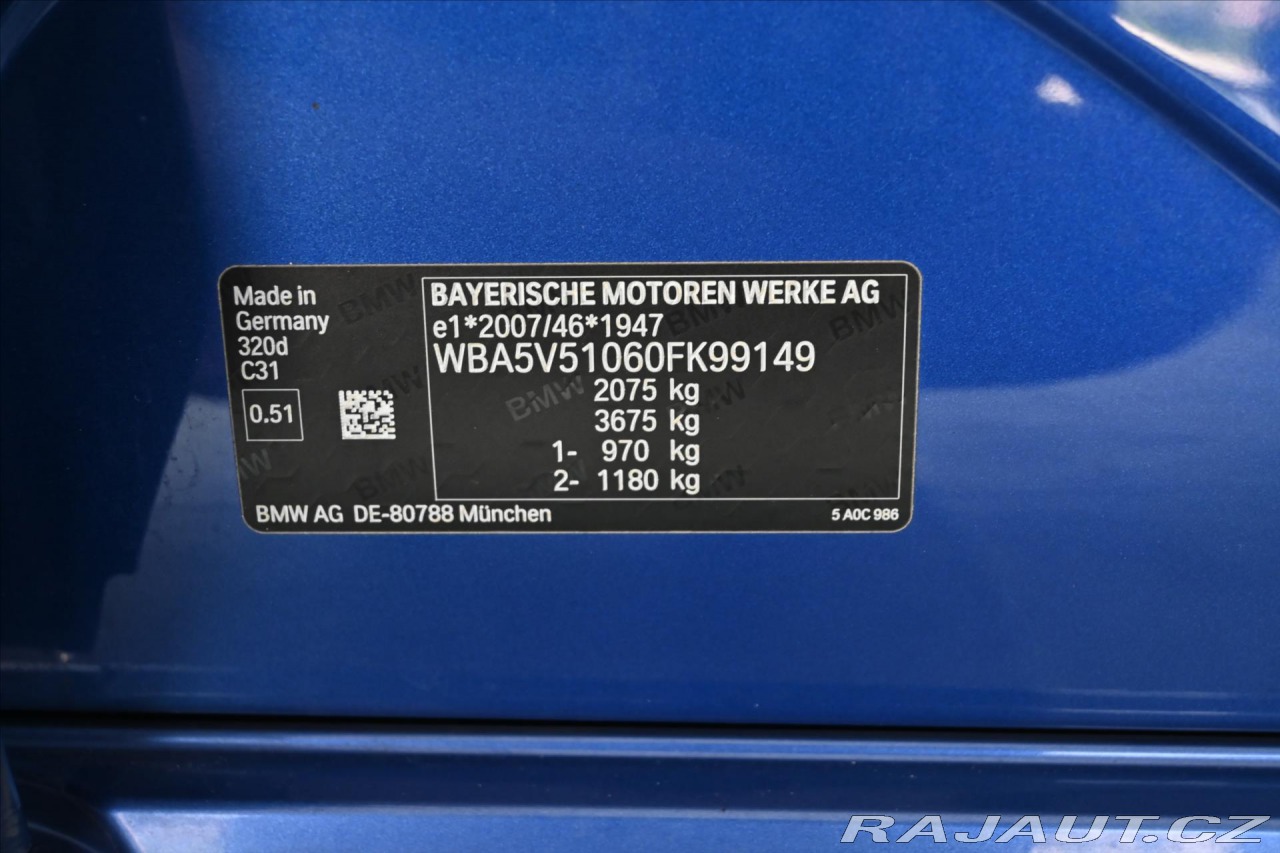 Made in
Germany
320d
C31
0.51
BAYERISCHE MOTOREN WERKE AG
e1*2007/46*1947
WBA5V51060FK99149
2075 kg
3675 kg
1- 970 kg
2- 1180 kg
BMW AG DE-80788 München
5 A0C 986
RAJAUT.CZ